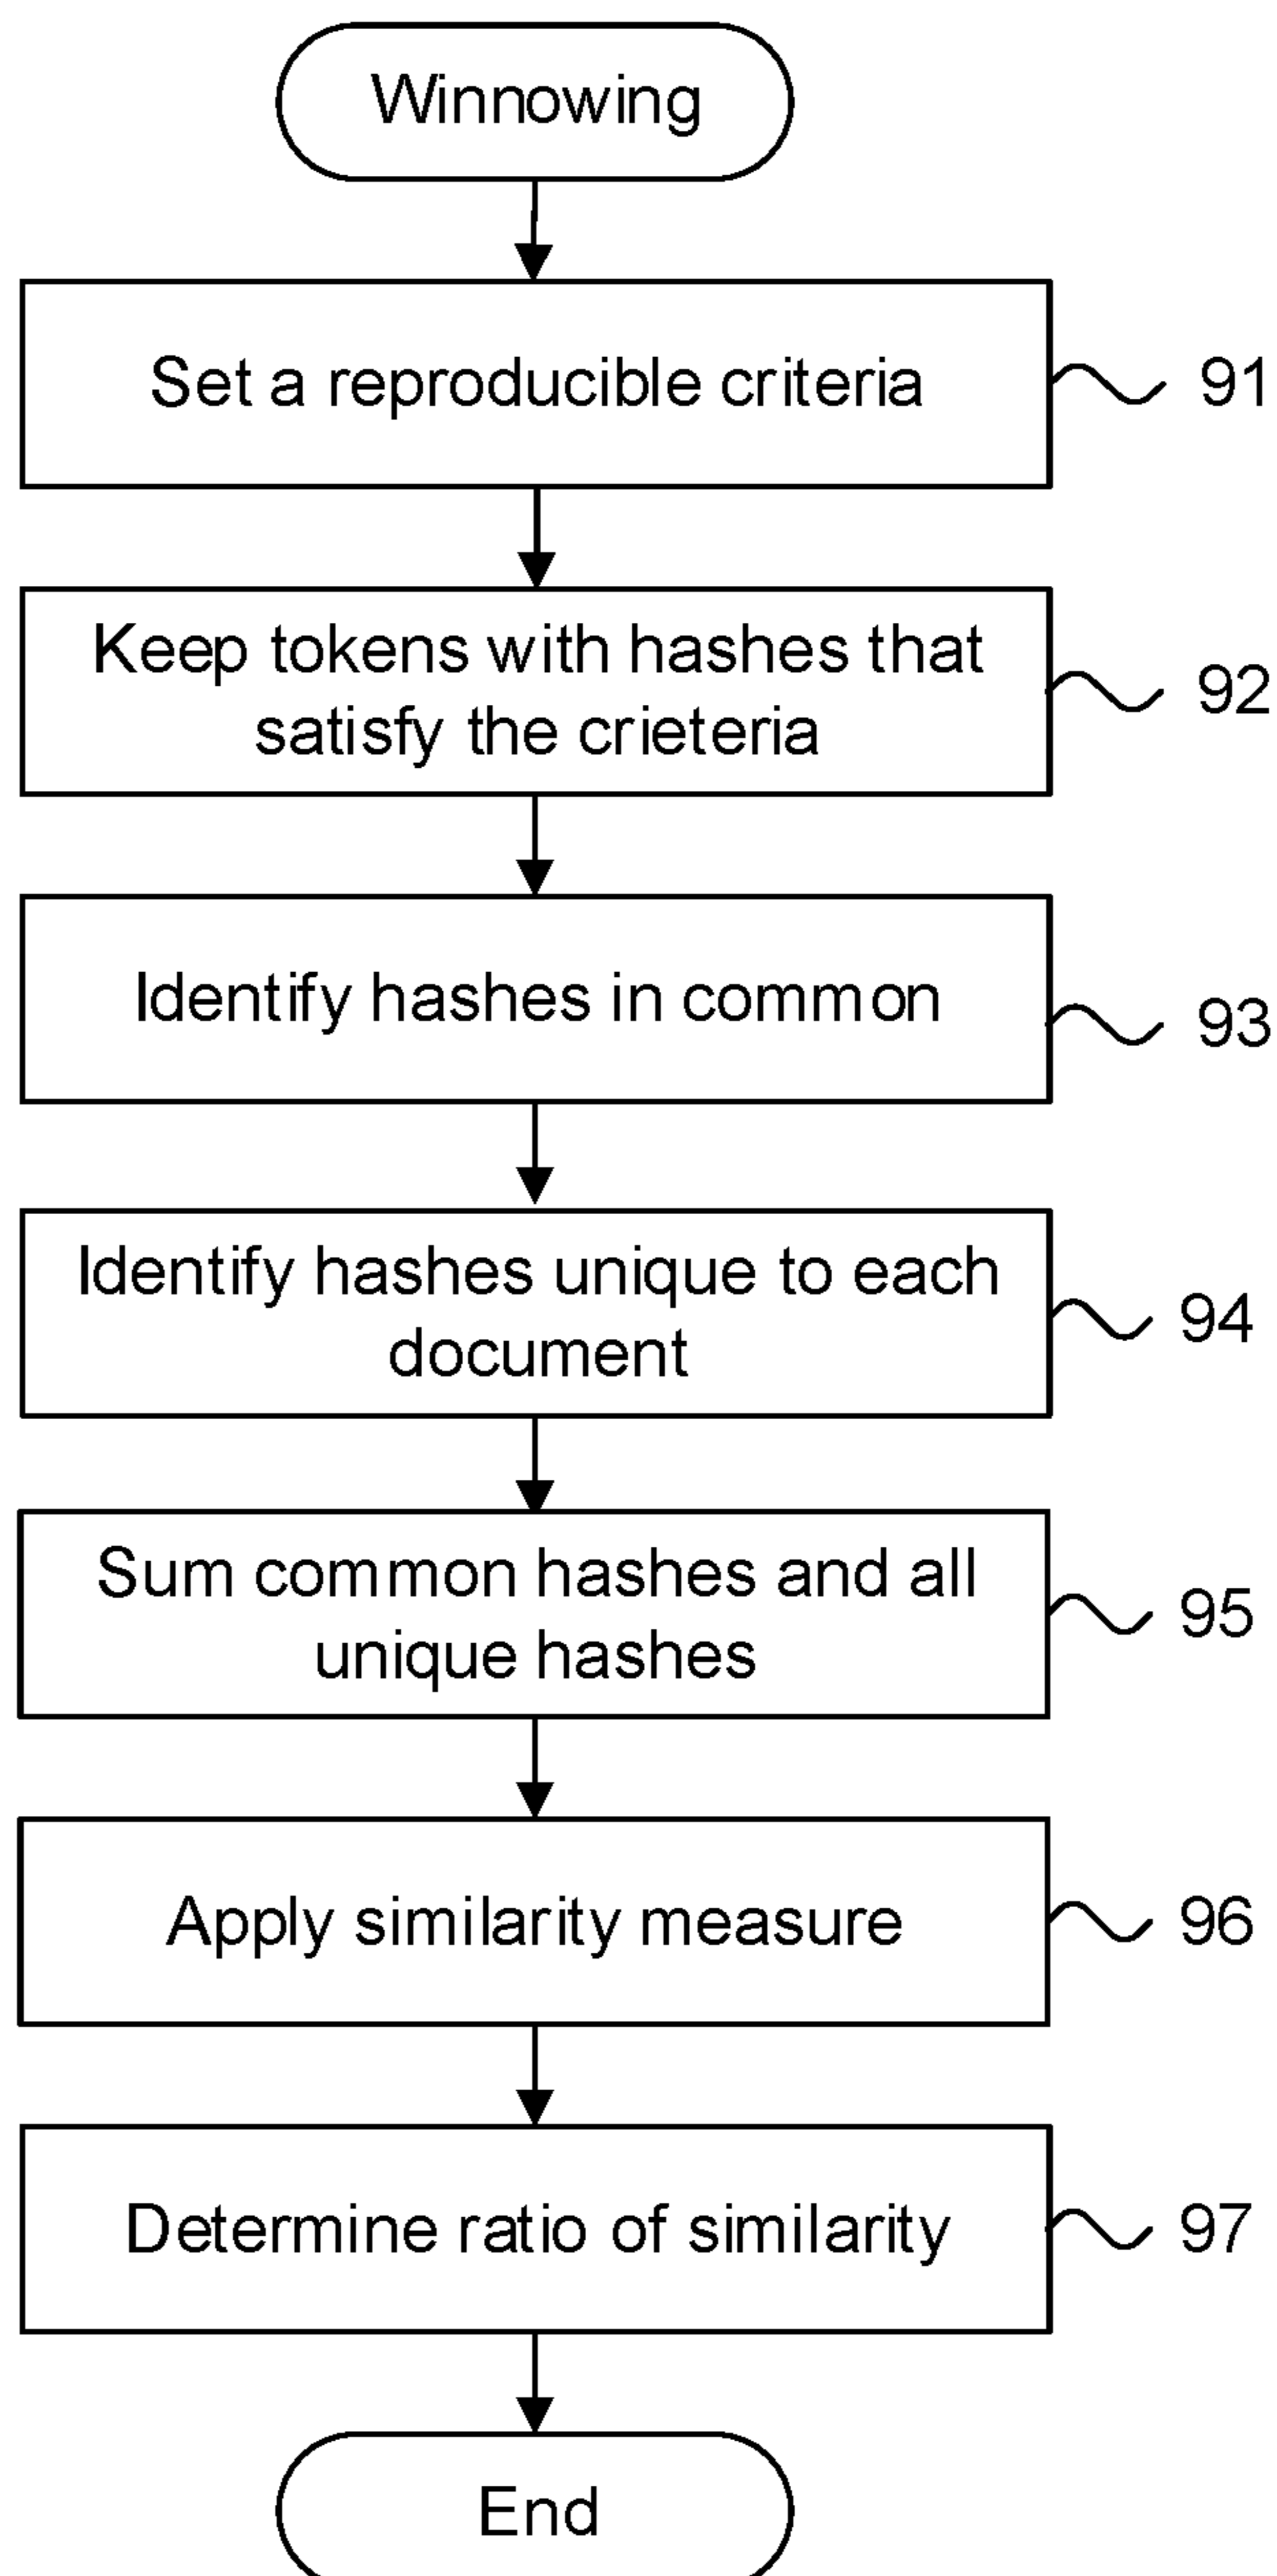 Winnowing
Set a reproducible criteria
91
Keep tokens with hashes that
satisfy the crieteria
92
Identify hashes in common
93
Identify hashes unique to each
document
94
Sum common hashes and all
unique hashes
95
Apply similarity measure
96
Determine ratio of similarity
97
End